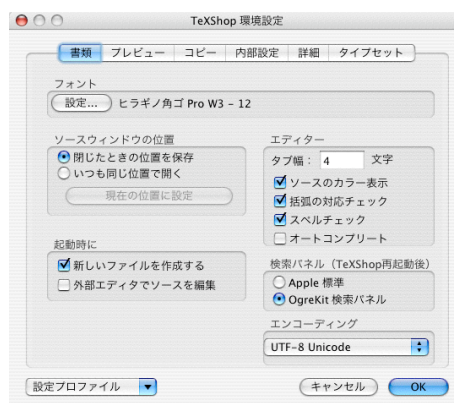 TeXShop 環境設定
書類 プレビュー コピー 内部設定 詳細 タイプセット
フォント
設定... ヒラギノ角ゴ Pro W3 - 12
ソースウィンドウの位置
閉じたときの位置を保存
いつも同じ位置で開く
現在の位置に設定
起動時に
新しいファイルを作成する
外部エディタでソースを編集
エディター
タブ幅： 4 文字
ソースのカラー表示
括弧の対応チェック
スペルチェック
オートコンプリート
検索パネル（TeXShop再起動後）
Apple 標準
OgreKit 検索パネル
エンコーディング
UTF-8 Unicode
設定プロファイル
キャンセル OK